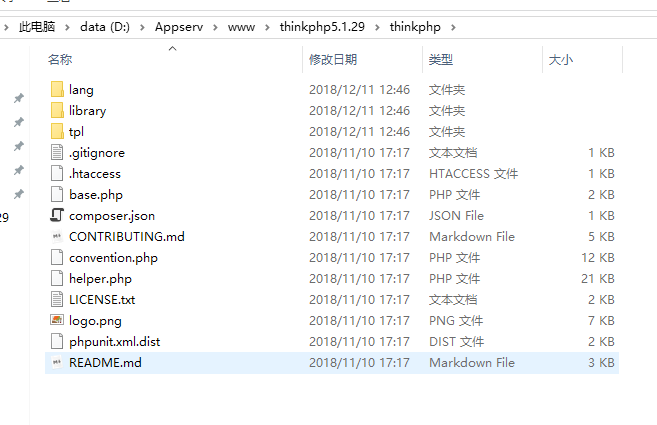 此电脑 > data (D:) > Appserv > www > thinkphp5.1.29 > thinkphp >
名称 修改日期 类型 大小
lang 2018/12/11 12:46 文件夹
library 2018/12/11 12:46 文件夹
tpl 2018/12/11 12:46 文件夹
.gitignore 2018/11/10 17:17 文本文档 1 KB
.htaccess 2018/11/10 17:17 HTACCESS 文件 1 KB
base.php 2018/11/10 17:17 PHP 文件 2 KB
29 composer.json 2018/11/10 17:17 JSON File 1 KB
CONTRIBUTING.md 2018/11/10 17:17 Markdown File 5 KB
convention.php 2018/11/10 17:17 PHP 文件 12 KB
helper.php 2018/11/10 17:17 PHP 文件 21 KB
LICENSE.txt 2018/11/10 17:17 文本文档 2 KB
logo.png 2018/11/10 17:17 PNG 文件 7 KB
phpunit.xml.dist 2018/11/10 17:17 DIST 文件 2 KB
README.md 2018/11/10 17:17 Markdown File 3 KB